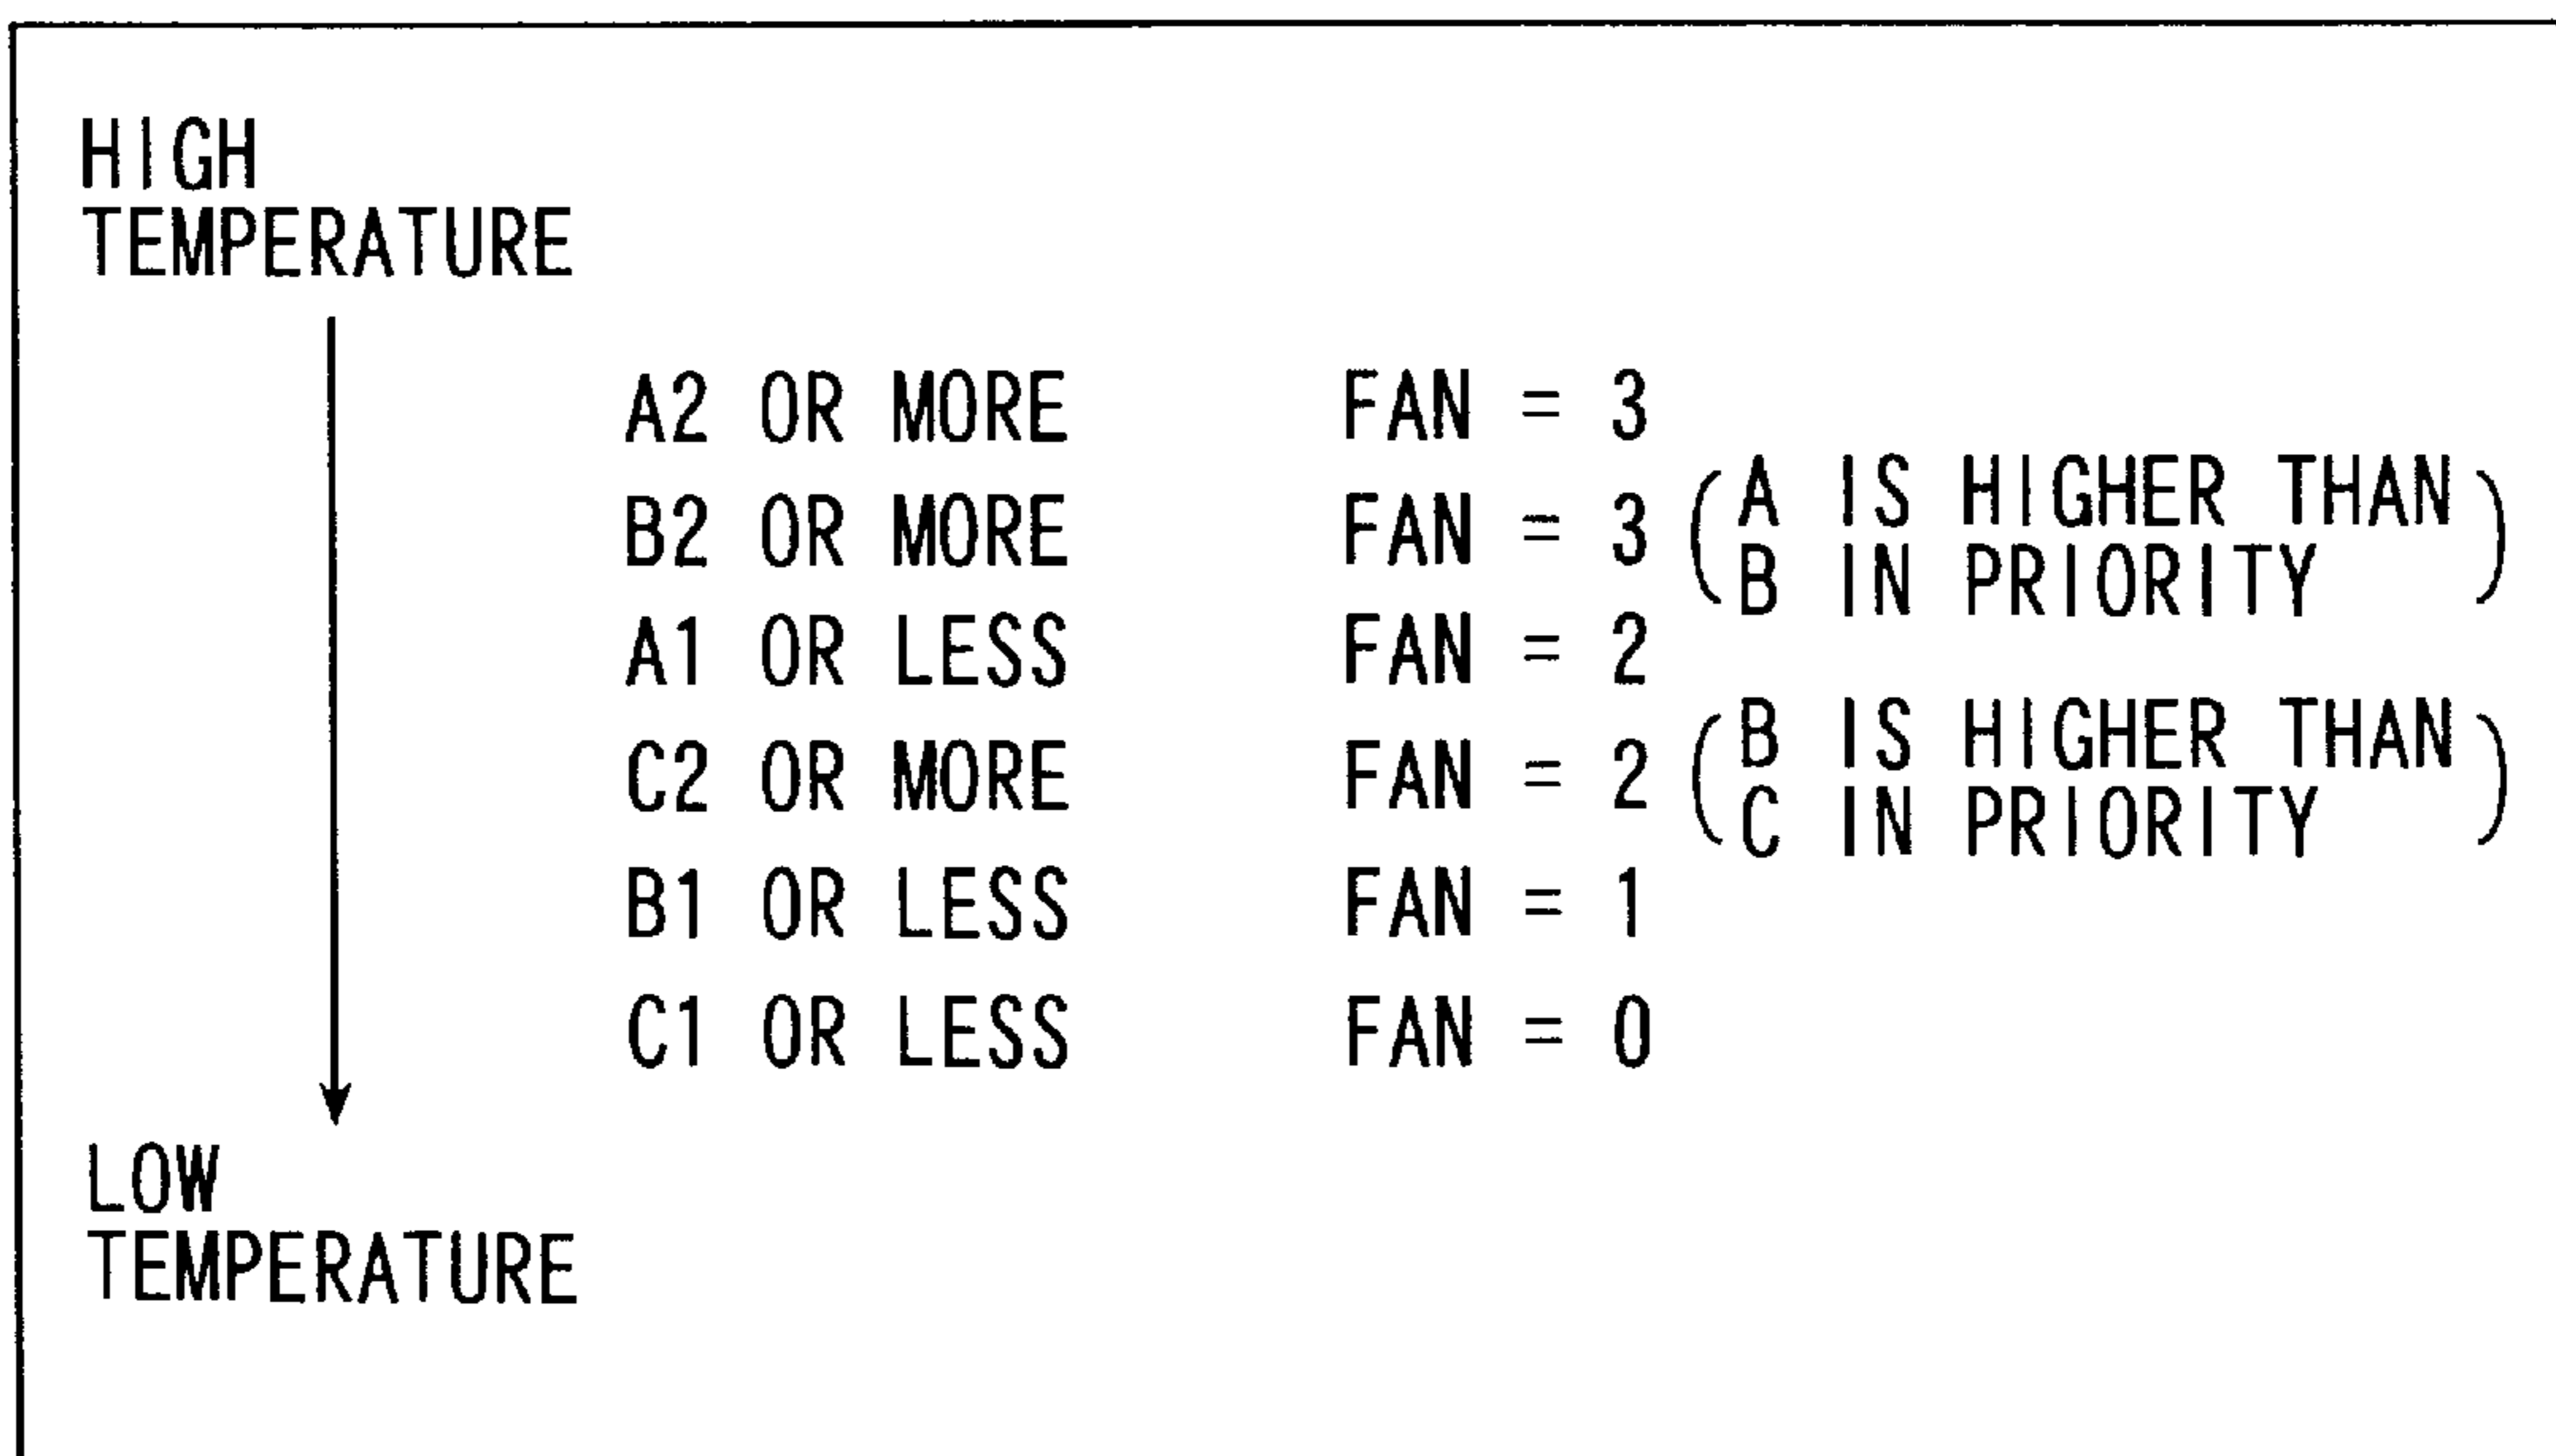 HIGH
TEMPERATURE
A2 OR MORE FAN = 3
B2 OR MORE FAN = 3 (A IS HIGHER THAN
B IN PRIORITY)
A1 OR LESS FAN = 2
C2 OR MORE FAN = 2 (B IS HIGHER THAN
C IN PRIORITY)
B1 OR LESS FAN = 1
C1 OR LESS FAN = 0
LOW
TEMPERATURE